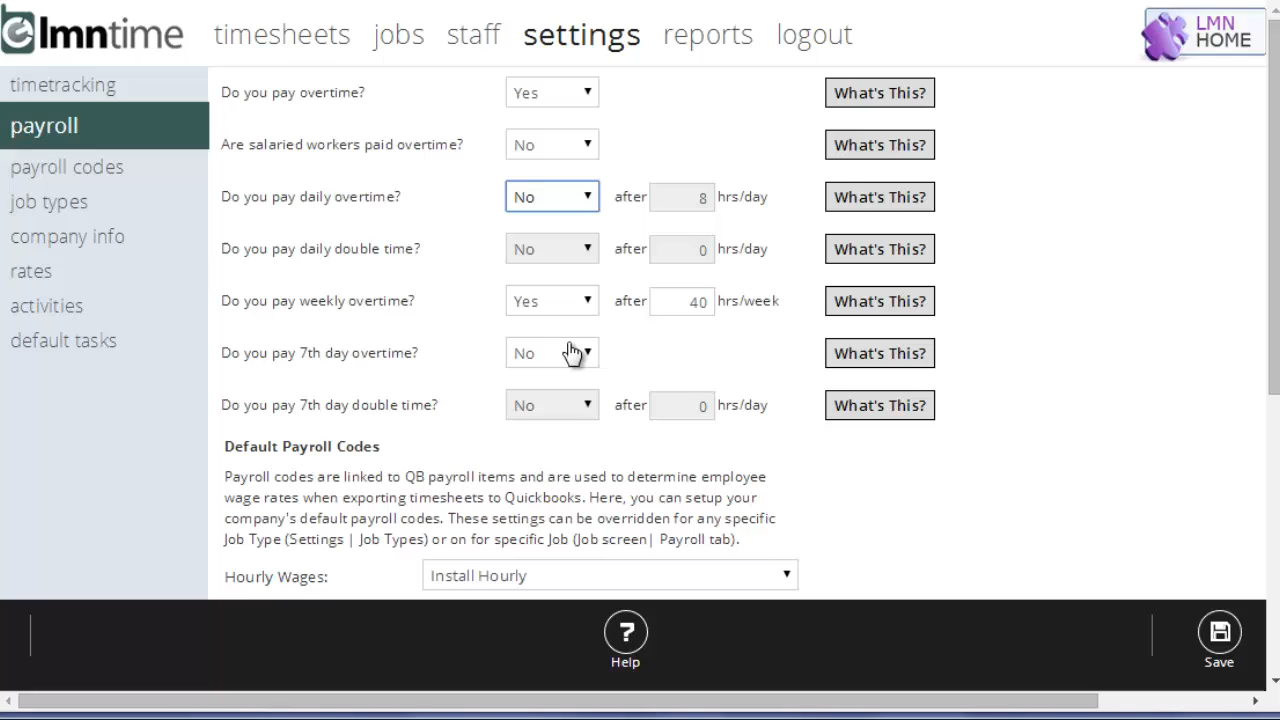 lmntime timesheets jobs staff settings reports logout LMN HOME
timetracking
payroll
payroll codes
job types
company info
rates
activities
default tasks
Do you pay overtime? Yes What's This?
Are salaried workers paid overtime? No What's This?
Do you pay daily overtime? No after 8 hrs/day What's This?
Do you pay daily double time? No after 0 hrs/day What's This?
Do you pay weekly overtime? Yes after 40 hrs/week What's This?
Do you pay 7th day overtime? No What's This?
Do you pay 7th day double time? No after 0 hrs/day What's This?
Default Payroll Codes
Payroll codes are linked to QB payroll items and are used to determine employee
wage rates when exporting timesheets to Quickbooks. Here, you can setup your
company's default payroll codes. These settings can be overridden for any specific
Job Type (Settings | Job Types) or on for specific Job (Job screen| Payroll tab).
Hourly Wages: Install Hourly
? Help
Save